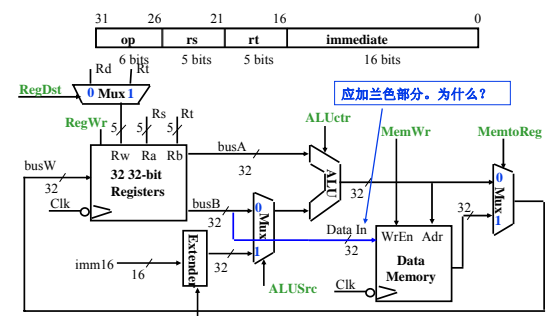 31 26 21 16 0
op rs rt immediate
6 bits 5 bits 5 bits 16 bits
Rd Rt
RegDst
0 Mux 1
应加兰色部分。为什么？
RegWr
5 5 Rs 5 Rt
ALUctr
MemWr
MemtoReg
busW
32
Rw Ra Rb
32 32-bit
Registers
Clk
busA
32
busB
32
ALU
32
0
Mux
1
32
Data In
32
WrEn Adr
Data
Memory
Clk
32
0
Mux
1
imm16
16
Extender
32
ALUSrc